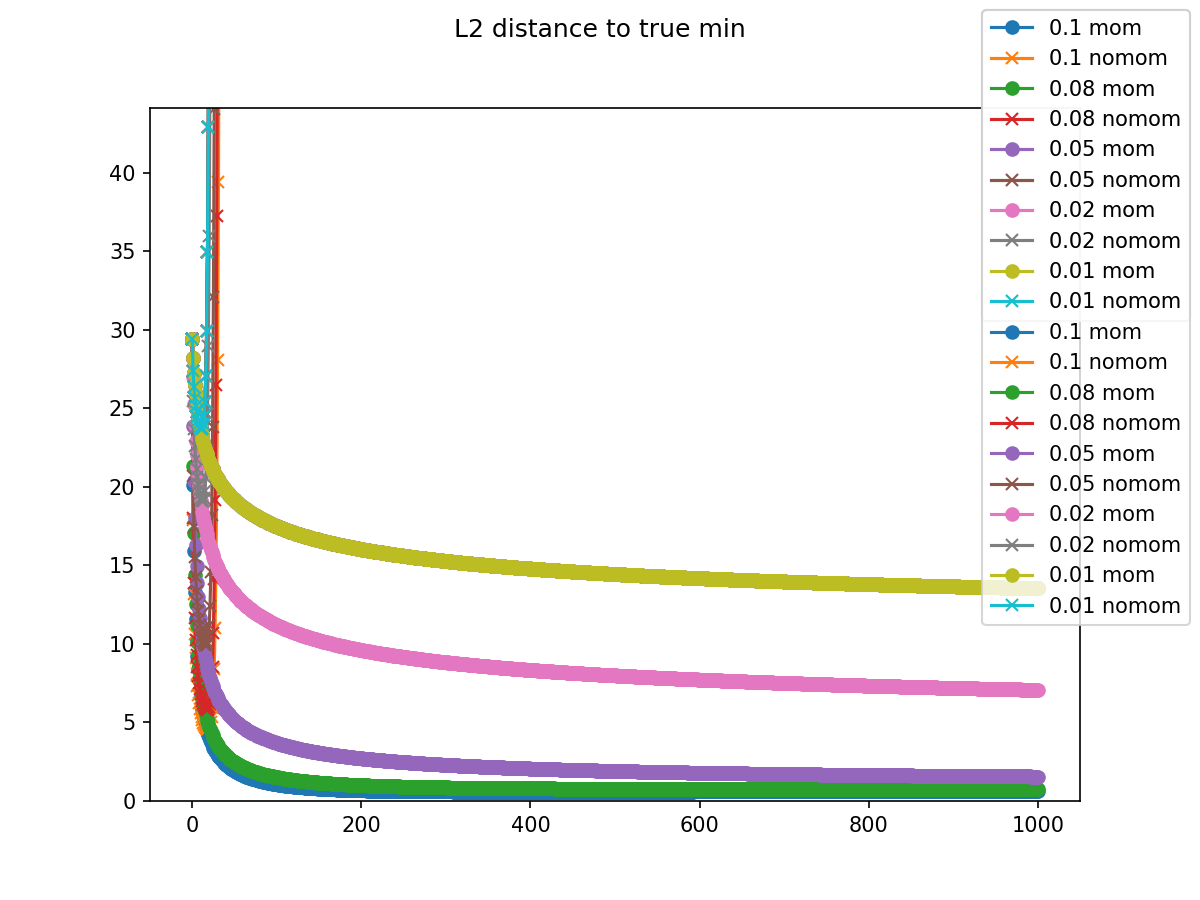 L2 distance to true min
0.1 mom
0.1 nomom
0.08 mom
0.08 nomom
0.05 mom
0.05 nomom
0.02 mom
0.02 nomom
0.01 mom
0.01 nomom
0.1 mom
0.1 nomom
0.08 mom
0.08 nomom
0.05 mom
0.05 nomom
0.02 mom
0.02 nomom
0.01 mom
0.01 nomom
40
35
30
25
20
15
10
5
0
0 200 400 600 800 1000